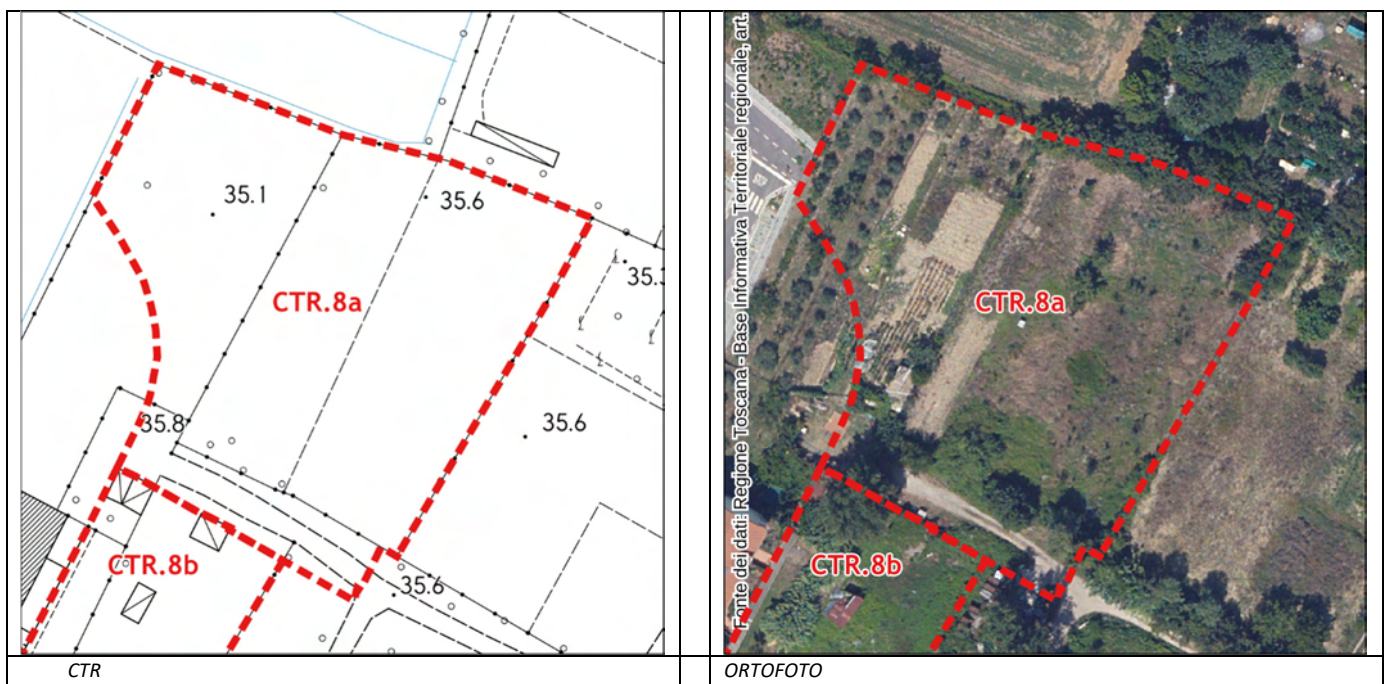 35.1
35.6
35.3
CTR.8a
35.8
35.6
CTR.8b
35.6
CTR
Fonte dei dati: Regione Toscana - Base Informativa Territoriale regionale, art.
CTR.8a
CTR.8b
ORTOFOTO